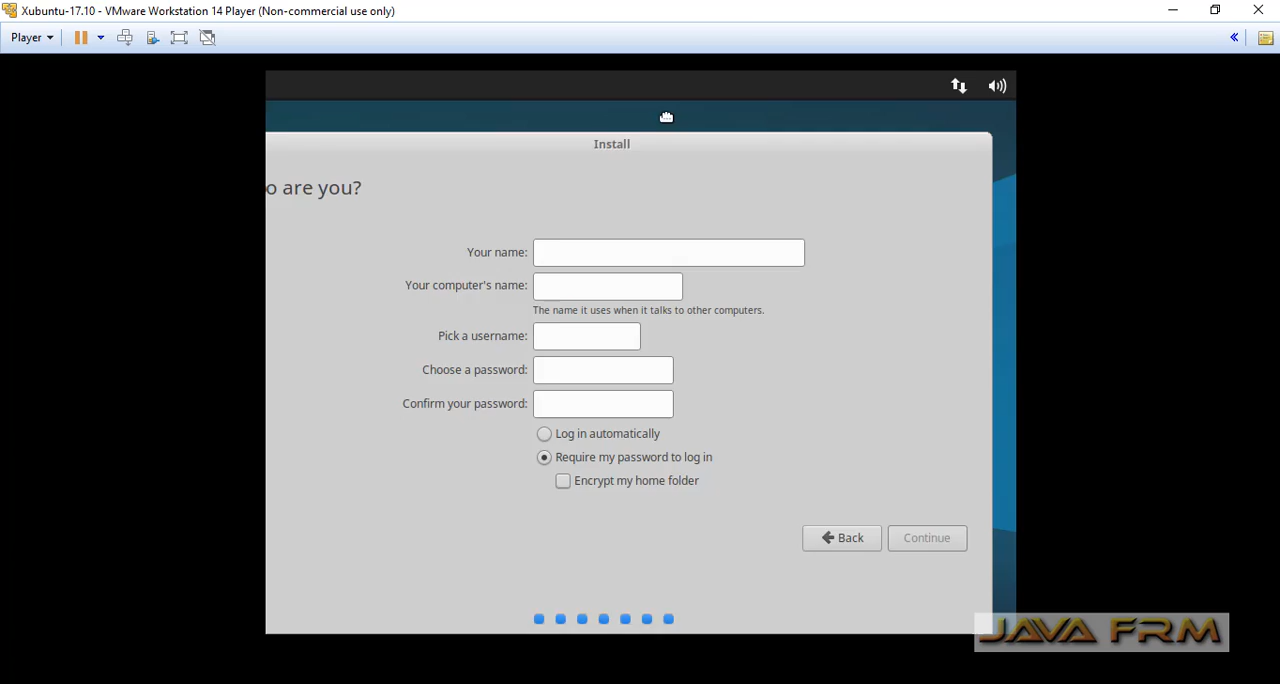 Xubuntu-17.10 - VMware Workstation 14 Player (Non-commercial use only)
Player
Install
o are you?
Your name:
Your computer's name:
The name it uses when it talks to other computers.
Pick a username:
Choose a password:
Confirm your password:
Log in automatically
Require my password to log in
Encrypt my home folder
Back
Continue
JAVA FRM